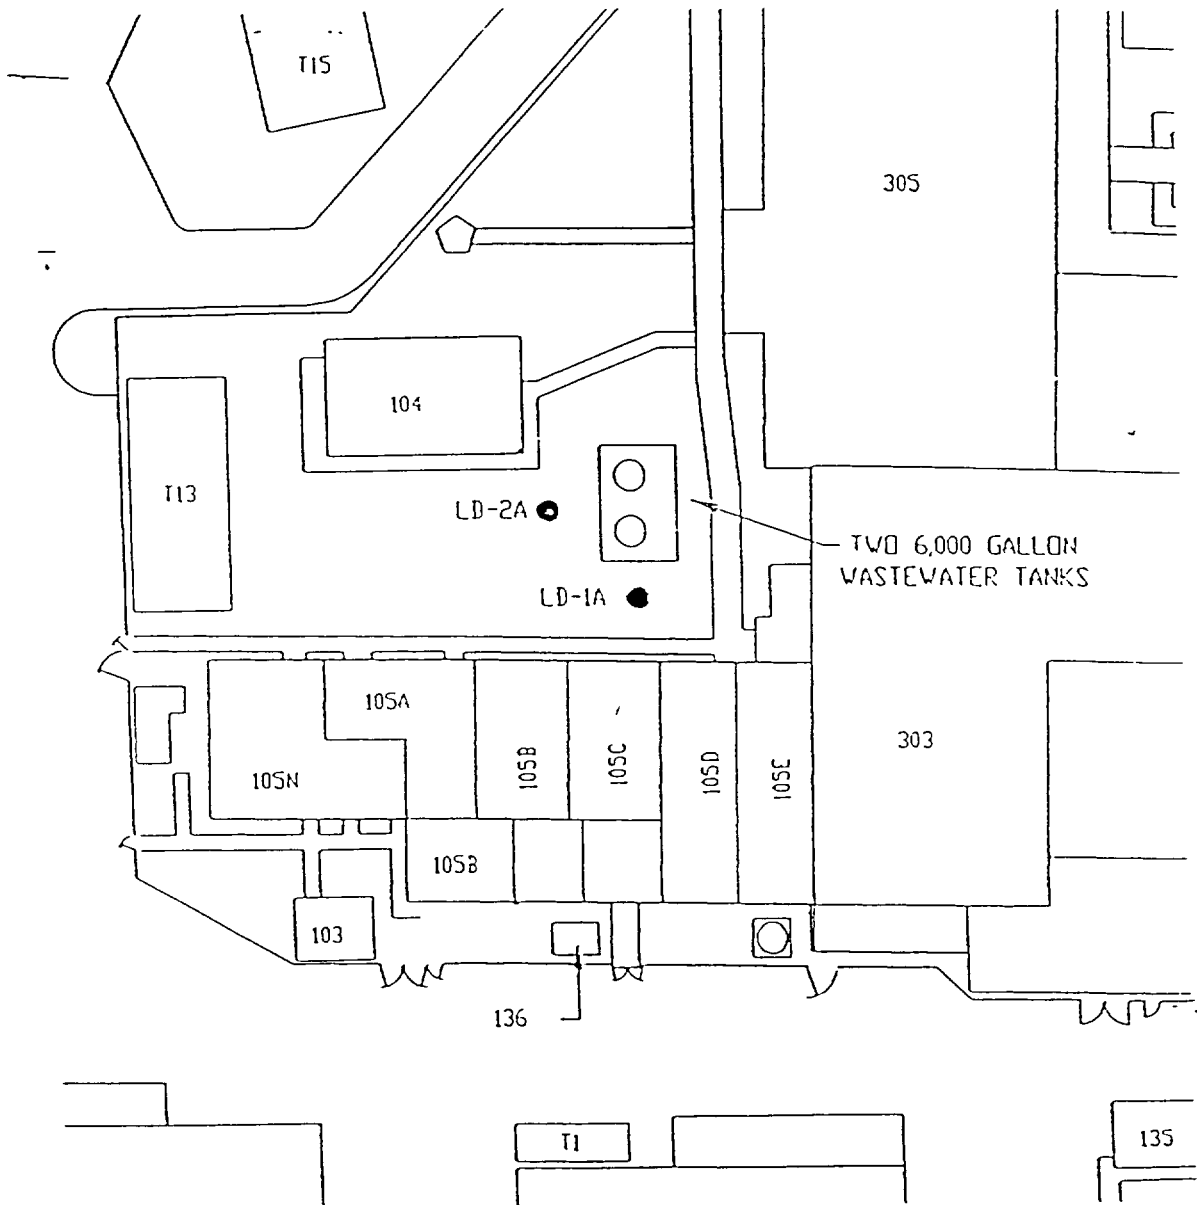 T15
305
104
T13
LD-2A
TWO 6,000 GALLON
WASTEWATER TANKS
LD-1A
105A
303
105B
105C
105D
105E
105N
105B
103
136
T1
135